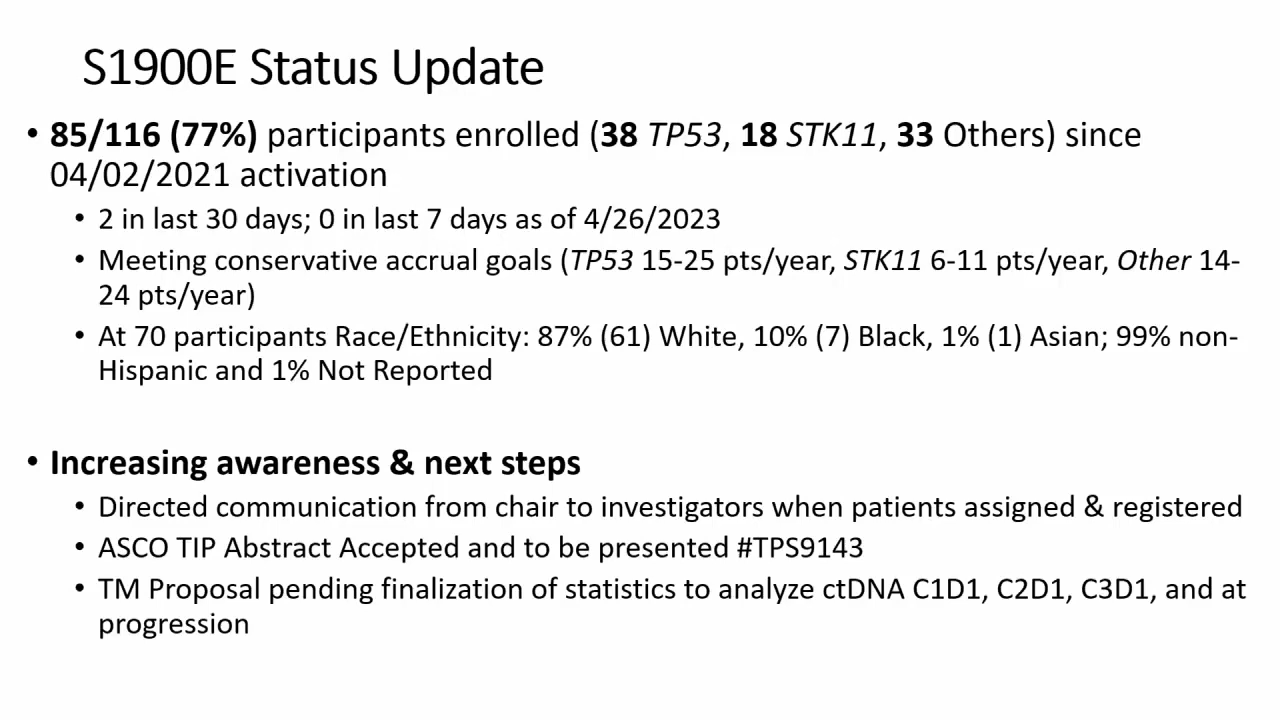 S1900E Status Update
• 85/116 (77%) participants enrolled (38 TP53, 18 STK11, 33 Others) since
04/02/2021 activation
• 2 in last 30 days; 0 in last 7 days as of 4/26/2023
• Meeting conservative accrual goals (TP53 15-25 pts/year, STK11 6-11 pts/year, Other 14-
24 pts/year)
• At 70 participants Race/Ethnicity: 87% (61) White, 10% (7) Black, 1% (1) Asian; 99% non-
Hispanic and 1% Not Reported
• Increasing awareness & next steps
• Directed communication from chair to investigators when patients assigned & registered
• ASCO TIP Abstract Accepted and to be presented #TPS9143
• TM Proposal pending finalization of statistics to analyze ctDNA C1D1, C2D1, C3D1, and at
progression